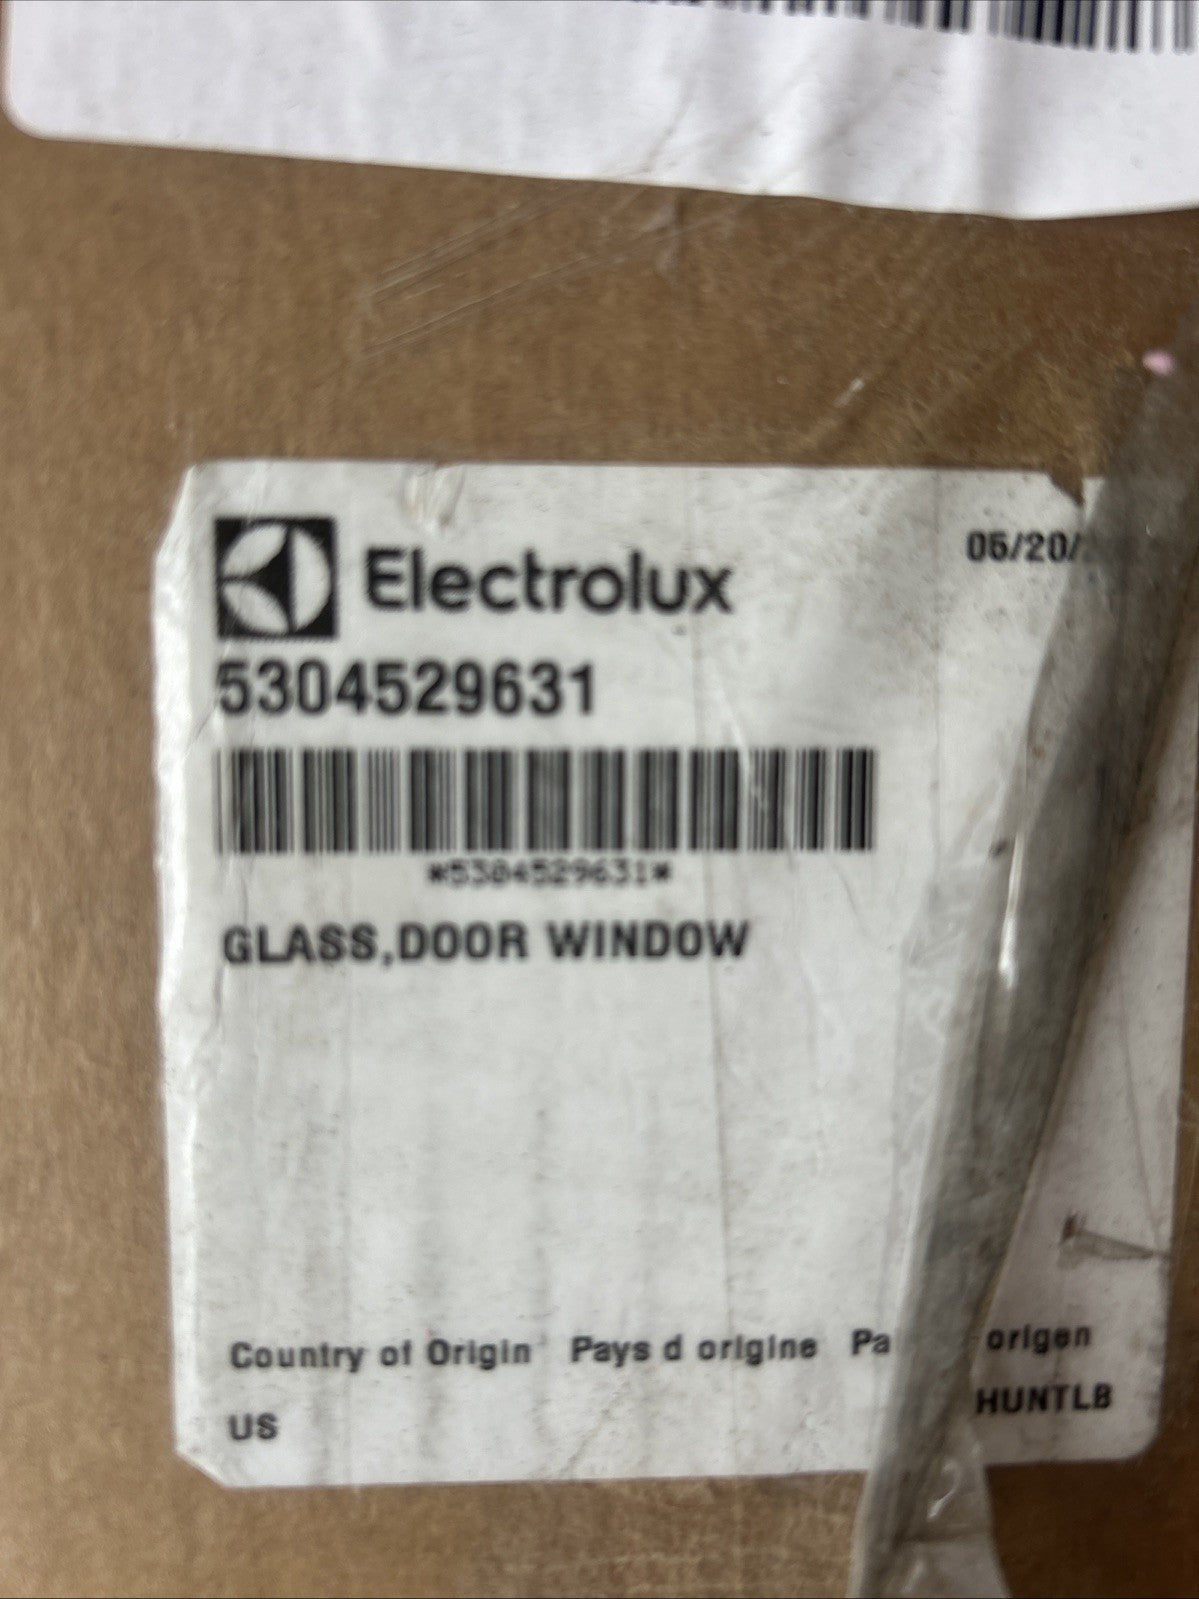 Electrolux
05/20/
5304529631
*5304529631*
GLASS,DOOR WINDOW
Country of Origin Pays d origine Pa origen
US
HUNTLB